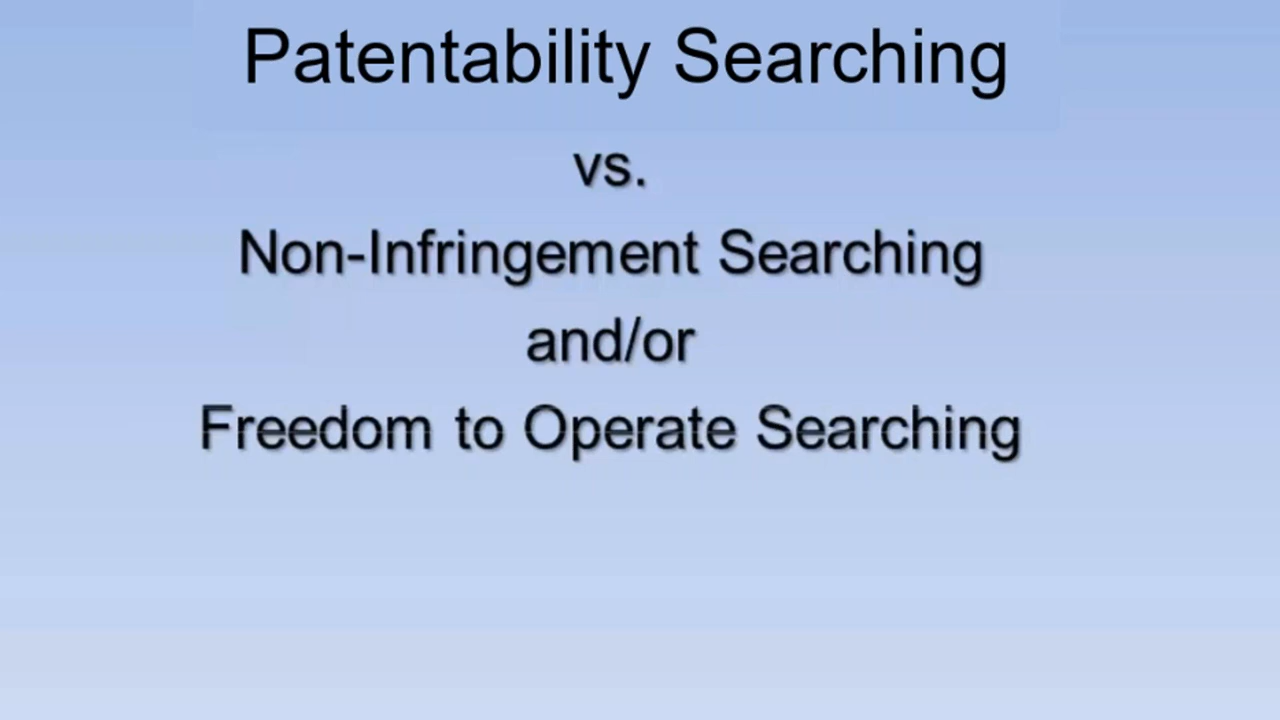 Patentability Searching
vs.
Non-Infringement Searching
and/or
Freedom to Operate Searching